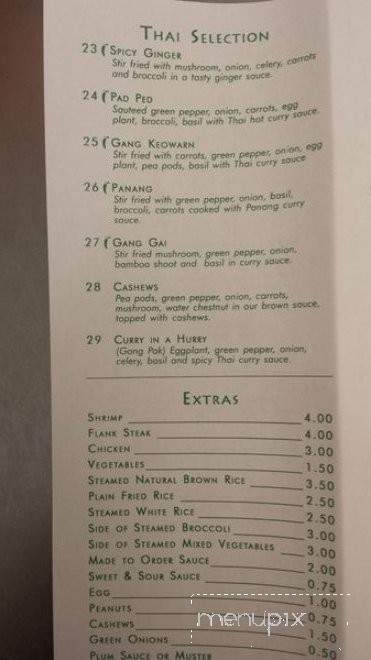 THAI SELECTION
23 SPICY GINGER
Stir fried with mushroom, onion, celery, carrots
and broccoli in a tasty ginger sauce.
24 PAD PED
Sauteed green pepper, onion, carrots, egg
plant, broccoli, basil with Thai hot curry sauce.
25 GANG KEOWARN
Stir fried with carrots, green pepper, onion, egg
plant, pea pods, basil with Thai curry sauce
26 PANANG
Stir fried with green pepper, onion, basil,
broccoli, carrots cooked with Panang curry
sauce.
27 GANG GAI
Stir fried mushroom, green pepper, onion,
bamboo shoot and basil in curry sauce.
28 CASHEWS
Pea pods, green pepper, onion, carrots,
mushroom, water chestnut in our brown sauce,
topped with cashews.
29 CURRY IN A HURRY
(Gang Pak) Eggplant, green pepper, onion,
celery, basil and spicy Thai curry sauce.
EXTRAS
SHRIMP 4.00
FLANK STEAK 4.00
CHICKEN 3.00
VEGETABLES 1.50
STEAMED NATURAL BROWN RICE 3.50
PLAIN FRIED RICE 2.50
STEAMED WHITE RICE 2.50
SIDE OF STEAMED BROCCOLI 3.00
SIDE OF STEAMED MIXED VEGETABLES 3.00
MADE TO ORDER SAUCE 2.00
SWEET & SOUR SAUCE 0.75
EGG 1.00
PEANUTS 0.75
CASHEWS 1.50
GREEN ONIONS 0.50
PLUM SAUCE OR MUSTER
menupix